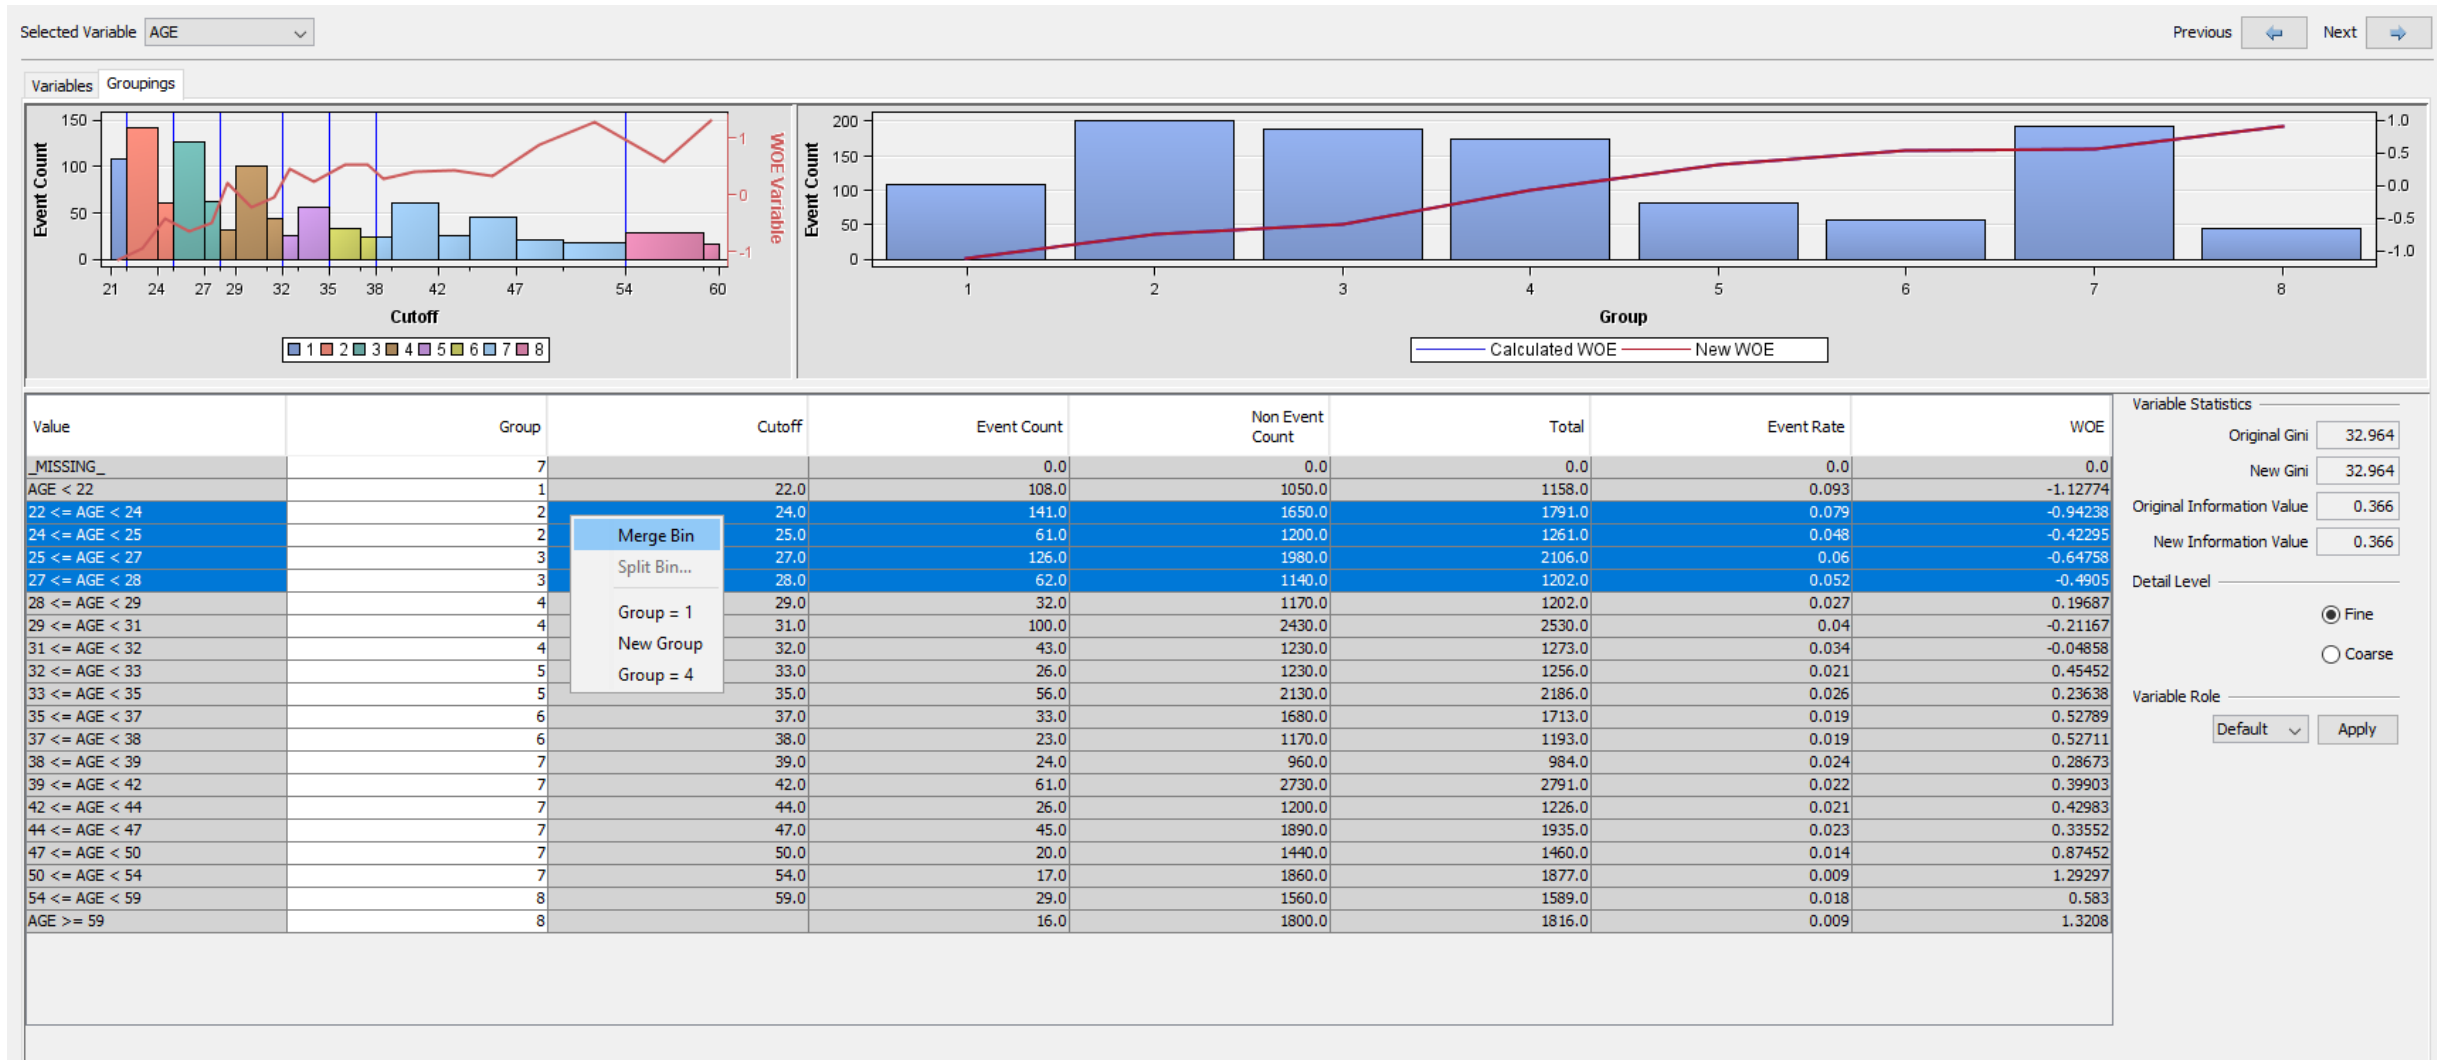 Selected Variable AGE Previous Next
Variables Groupings
150
100
50
0
Event Count
1
0
-1
WOE Variable
21 24 27 29 32 35 38 42 47 54 60
Cutoff
1 2 3 4 5 6 7 8
200
150
100
50
0
Event Count
1.0
0.5
0.0
-0.5
-1.0
1 2 3 4 5 6 7 8
Group
Calculated WOE New WOE
Value Group Cutoff Event Count Non Event Count Total Event Rate WOE
_MISSING_ 7 0.0 0.0 0.0 0.0 0.0
AGE < 22 1 22.0 108.0 1050.0 1158.0 0.093 -1.12774
22 <= AGE < 24 2 24.0 141.0 1650.0 1791.0 0.079 -0.94238
24 <= AGE < 25 2 25.0 61.0 1200.0 1261.0 0.048 -0.42295
25 <= AGE < 27 3 27.0 126.0 1980.0 2106.0 0.06 -0.64758
27 <= AGE < 28 3 28.0 62.0 1140.0 1202.0 0.052 -0.4905
28 <= AGE < 29 4 29.0 32.0 1170.0 1202.0 0.027 0.19687
29 <= AGE < 31 4 31.0 100.0 2430.0 2530.0 0.04 -0.21167
31 <= AGE < 32 4 32.0 43.0 1230.0 1273.0 0.034 -0.04858
32 <= AGE < 33 5 33.0 26.0 1230.0 1256.0 0.021 0.45452
33 <= AGE < 35 5 35.0 56.0 2130.0 2186.0 0.026 0.23638
35 <= AGE < 37 6 37.0 33.0 1680.0 1713.0 0.019 0.52789
37 <= AGE < 38 6 38.0 23.0 1170.0 1193.0 0.019 0.52711
38 <= AGE < 39 7 39.0 24.0 960.0 984.0 0.024 0.28673
39 <= AGE < 42 7 42.0 61.0 2730.0 2791.0 0.022 0.39903
42 <= AGE < 44 7 44.0 26.0 1200.0 1226.0 0.021 0.42983
44 <= AGE < 47 7 47.0 45.0 1890.0 1935.0 0.023 0.33552
47 <= AGE < 50 7 50.0 20.0 1440.0 1460.0 0.014 0.87452
50 <= AGE < 54 7 54.0 17.0 1860.0 1877.0 0.009 1.29297
54 <= AGE < 59 8 59.0 29.0 1560.0 1589.0 0.018 0.583
AGE >= 59 8 16.0 1800.0 1816.0 0.009 1.3208
Merge Bin
Split Bin...
Group = 1
New Group
Group = 4
Variable Statistics
Original Gini 32.964
New Gini 32.964
Original Information Value 0.366
New Information Value 0.366
Detail Level
Fine
Coarse
Variable Role
Default Apply